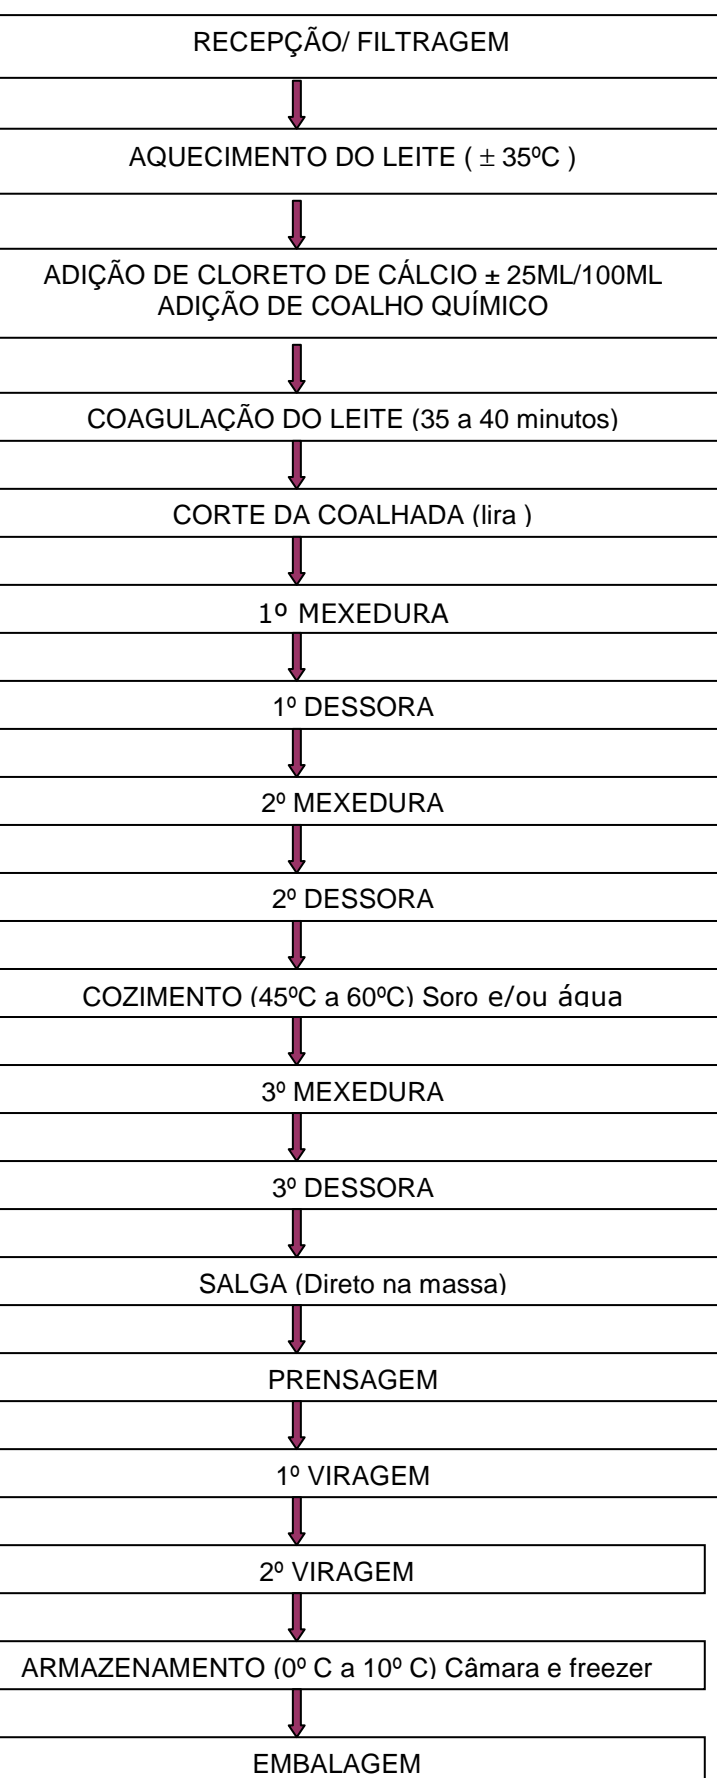 RECEPÇÃO/ FILTRAGEM
AQUECIMENTO DO LEITE ( ± 35ºC )
ADIÇÃO DE CLORETO DE CÁLCIO ± 25ML/100ML
ADIÇÃO DE COALHO QUÍMICO
COAGULAÇÃO DO LEITE (35 a 40 minutos)
CORTE DA COALHADA (lira )
1º MEXEDURA
1º DESSORA
2º MEXEDURA
2º DESSORA
COZIMENTO (45ºC a 60ºC) Soro e/ou água
3º MEXEDURA
3º DESSORA
SALGA (Direto na massa)
PRENSAGEM
1º VIRAGEM
2º VIRAGEM
ARMAZENAMENTO (0º C a 10º C) Câmara e freezer
EMBALAGEM